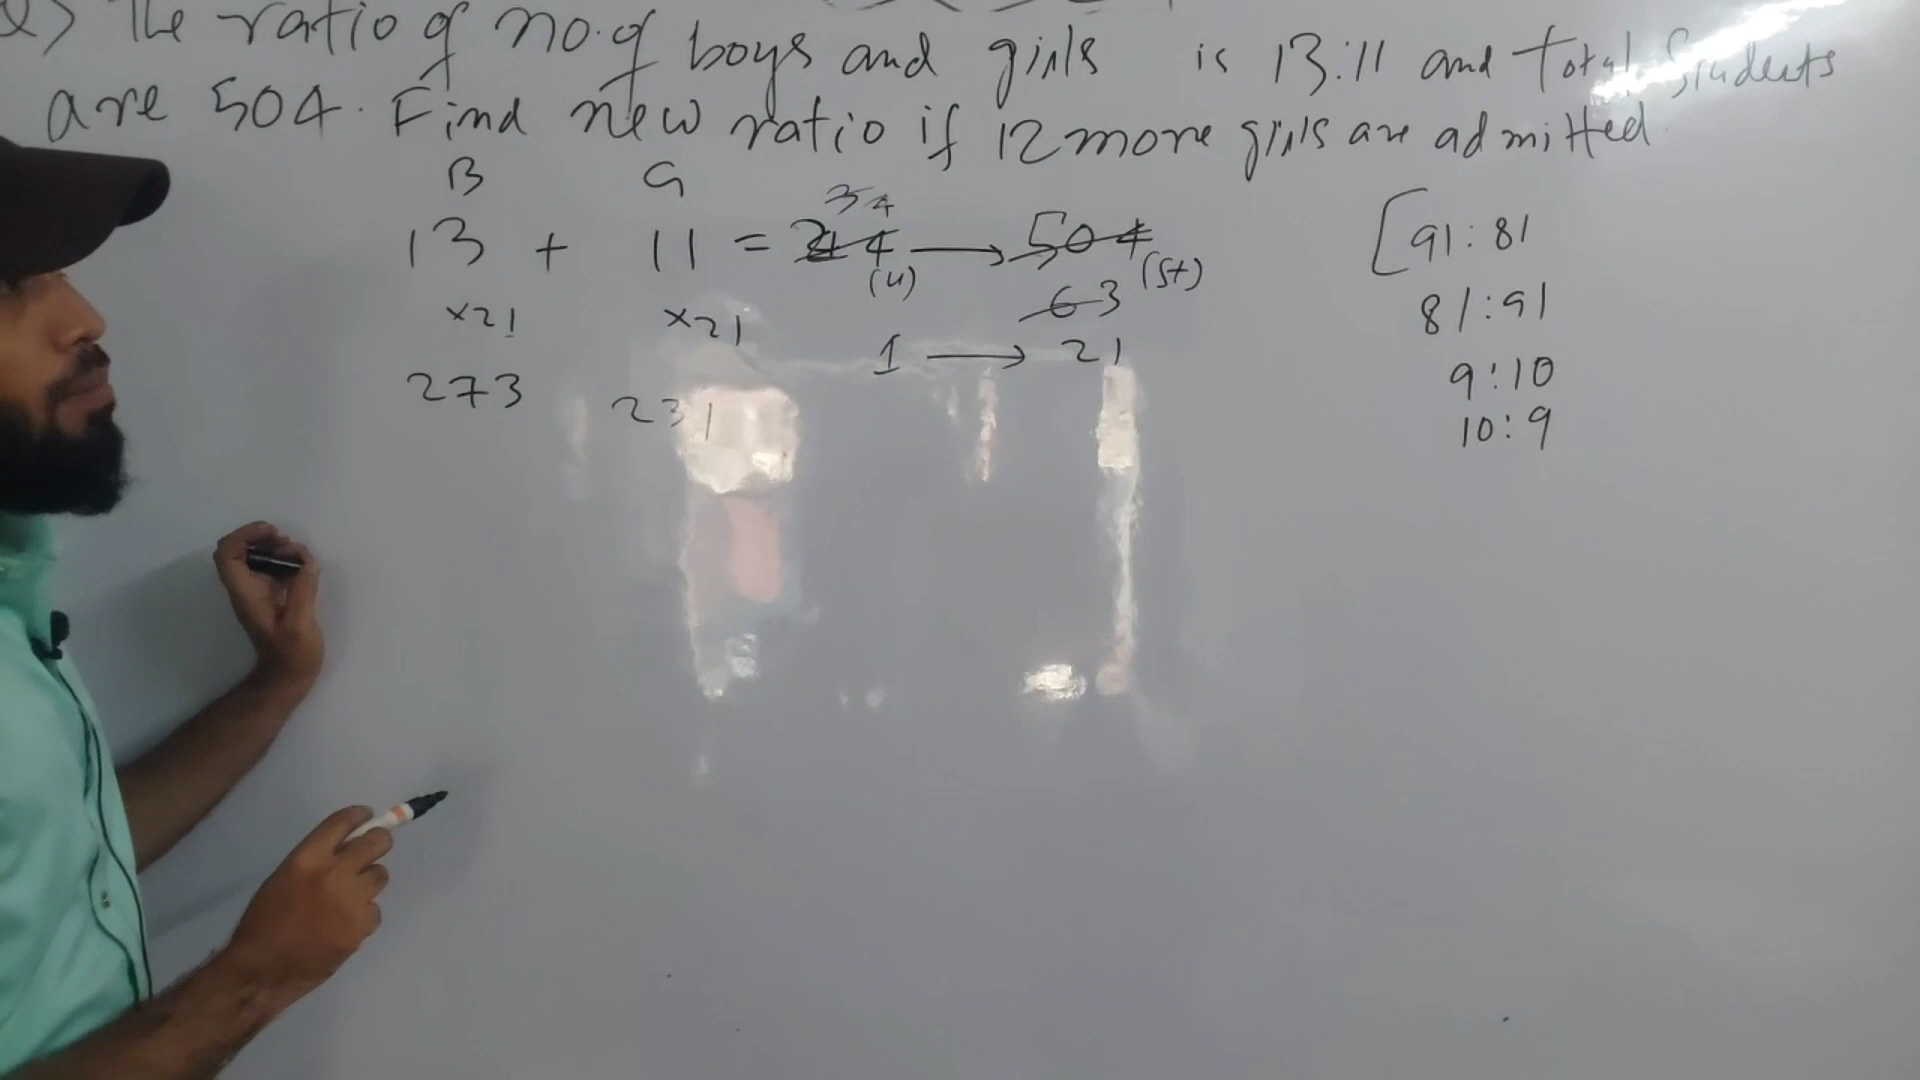 Q) The ratio of no. of boys and girls is 13:11 and total students
are 504. Find new ratio if 12 more girls are admitted.
B G
34
13 + 11 = 24 → 504
(u) (St)
63
×21 ×21
1 → 21
273 231
[91:81
81:91
9:10
10:9